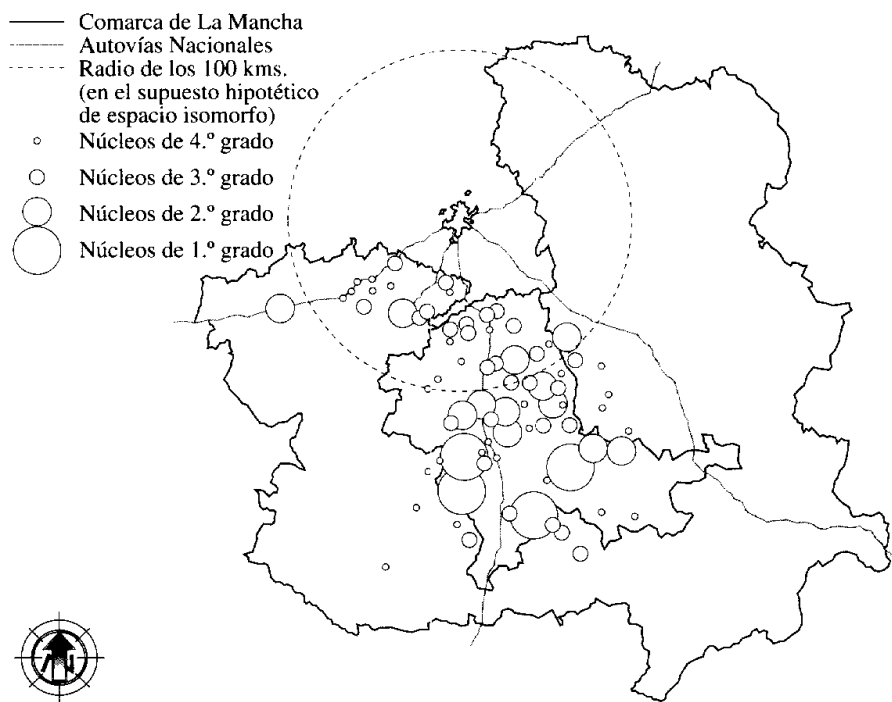 Comarca de La Mancha
Autovías Nacionales
Radio de los 100 kms.
(en el supuesto hipotético
de espacio isomorfo)
Núcleos de 4.º grado
Núcleos de 3.º grado
Núcleos de 2.º grado
Núcleos de 1.º grado